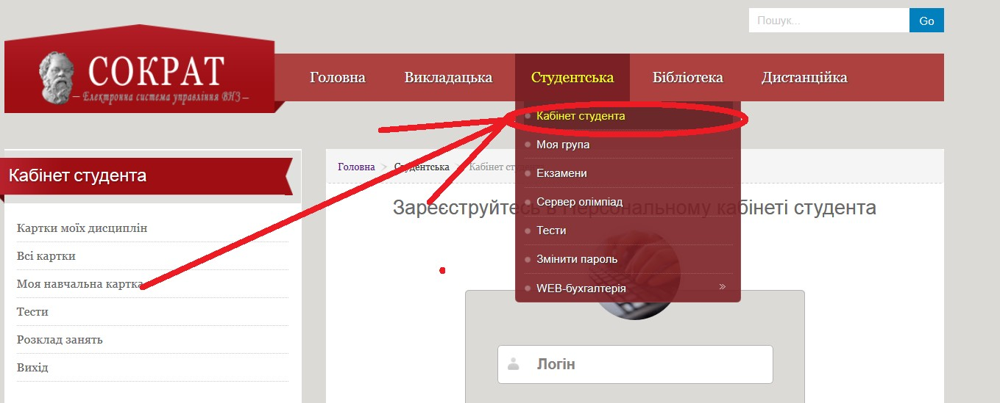 Пошук...
Go
СОКРАТ
Електронна система управління ВНЗ
Головна
Викладацька
Студентська
Бібліотека
Дистанційка
Кабінет студента
Моя група
Екзамени
Сервер олімпіад
Тести
Змінити пароль
WEB-бухгалтерія
Кабінет студента
Картки моїх дисциплін
Всі картки
Моя навчальна картка
Тести
Розклад занять
Вихід
Головна > Студентська > Кабінет
Зареєструйтесь в Персональному кабінеті студента
Логін